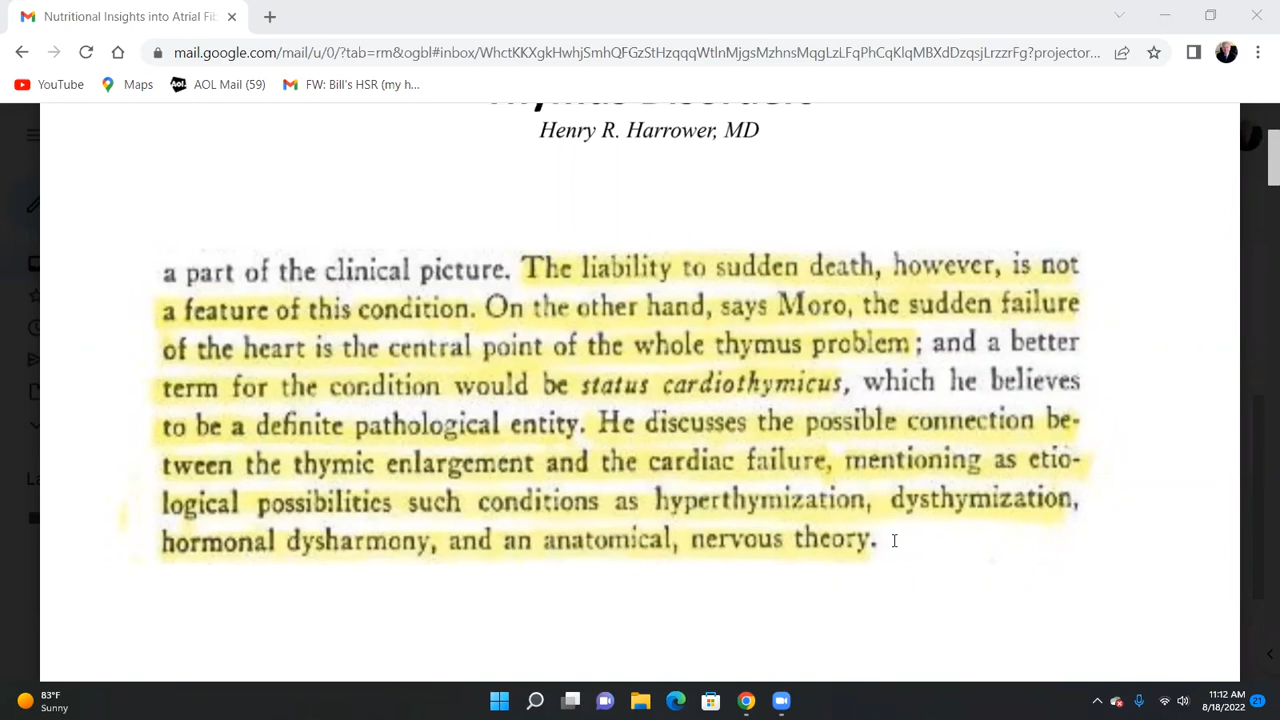 Nutritional Insights into Atrial Fib
mail.google.com/mail/u/0/?tab=rm&ogbl#inbox/WhctKKXgkHwhjSmhQFGzStHzqqqWtlnMjgsMzhnsMqgLzLFqPhCqKlqMBXdDzqsjLrzzrFg?projector...
YouTube Maps AOL Mail (59) FW: Bill's HSR (my h...
Henry R. Harrower, MD
a part of the clinical picture. The liability to sudden death, however, is not
a feature of this condition. On the other hand, says Moro, the sudden failure
of the heart is the central point of the whole thymus problem; and a better
term for the condition would be status cardiothymicus, which he believes
to be a definite pathological entity. He discusses the possible connection be-
tween the thymic enlargement and the cardiac failure, mentioning as etio-
logical possibilities such conditions as hyperthymization, dysthymization,
hormonal dysharmony, and an anatomical, nervous theory.
83°F
Sunny
11:12 AM
8/18/2022
21